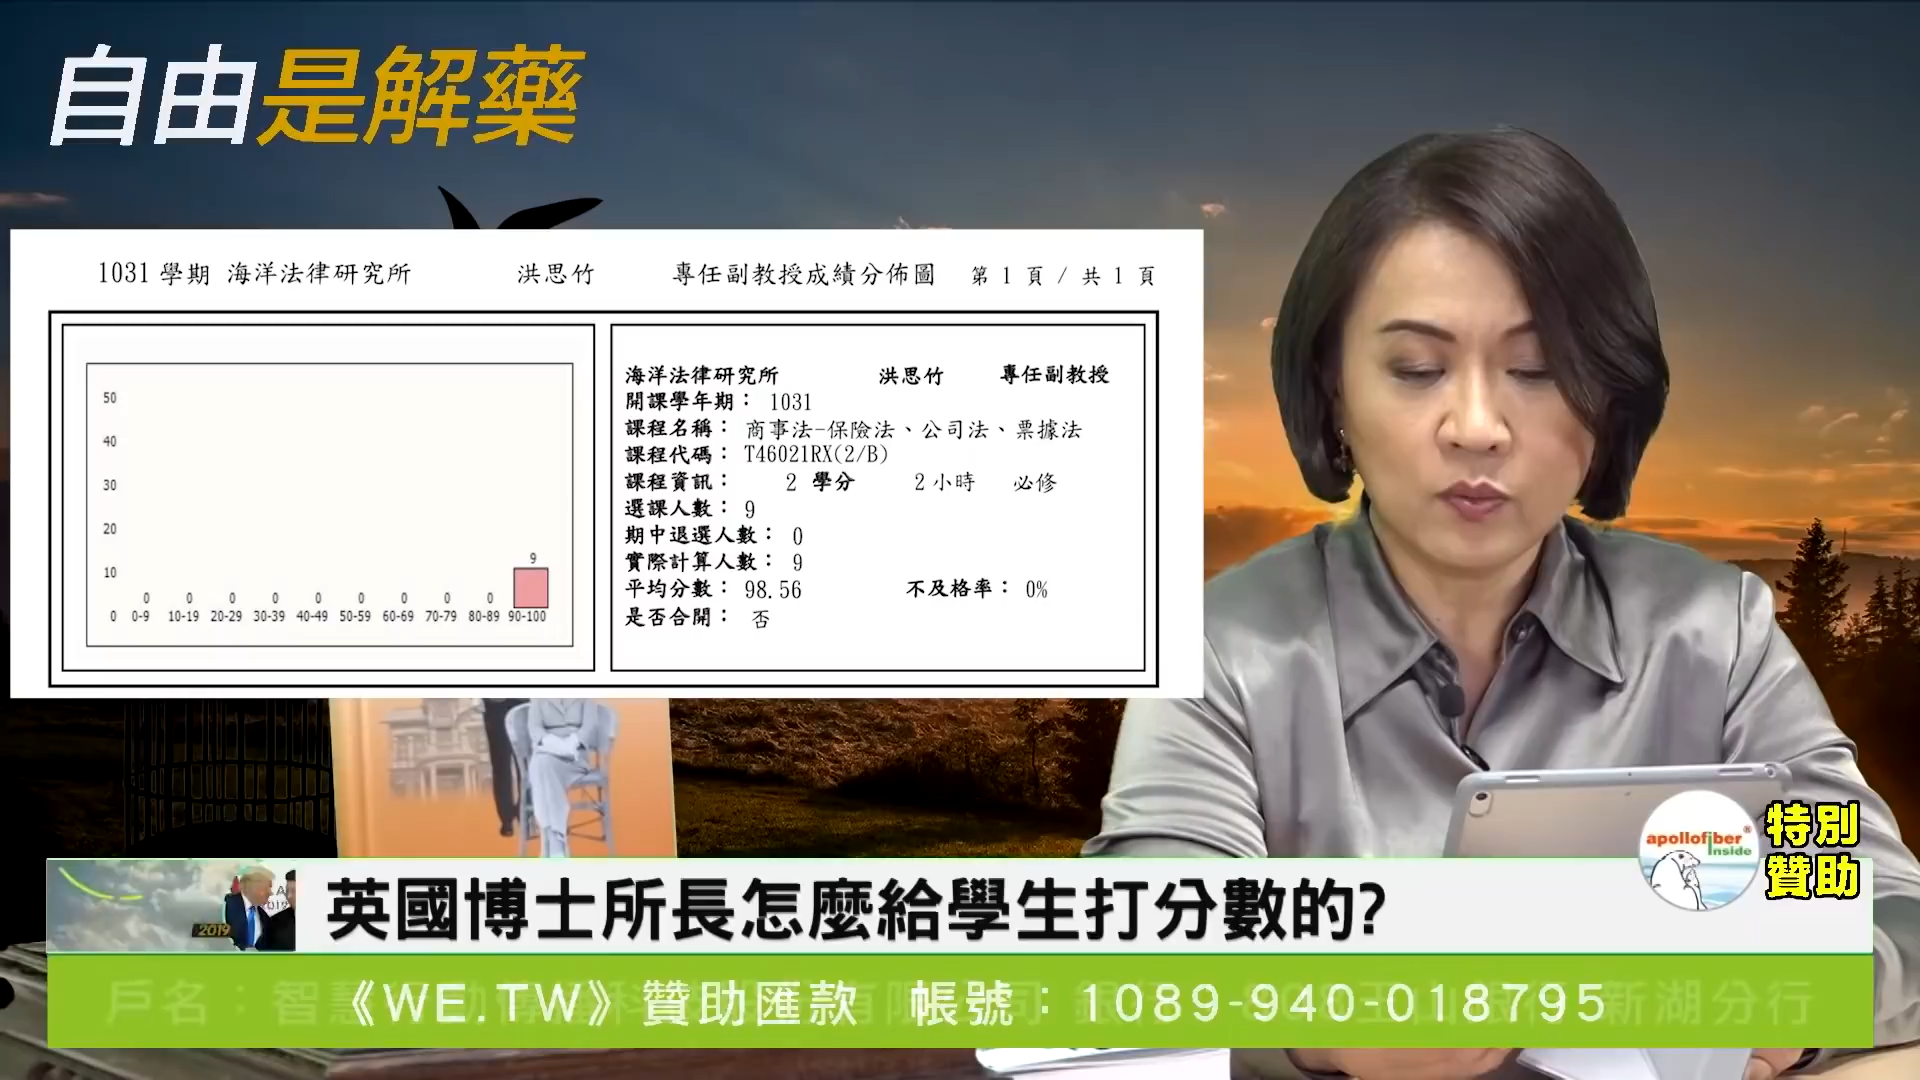 自由是解藥
1031 學期 海洋法律研究所 洪思竹 專任副教授成績分佈圖 第 1 頁 / 共 1 頁
50
40
30
20
10
0
0 0 0 0 0 0 0 0 0 9
0-9 10-19 20-29 30-39 40-49 50-59 60-69 70-79 80-89 90-100
海洋法律研究所 洪思竹 專任副教授
開課學年期： 1031
課程名稱： 商事法-保險法、公司法、票據法
課程代碼： T46021RX(2/B)
課程資訊： 2 學分 2 小時 必修
選課人數： 9
期中退選人數： 0
實際計算人數： 9
平均分數： 98.56 不及格率： 0%
是否合開： 否
apollofiber®
inside
特別
贊助
2019
英國博士所長怎麼給學生打分數的?
《WE.TW》贊助匯款 帳號：1089-940-018795